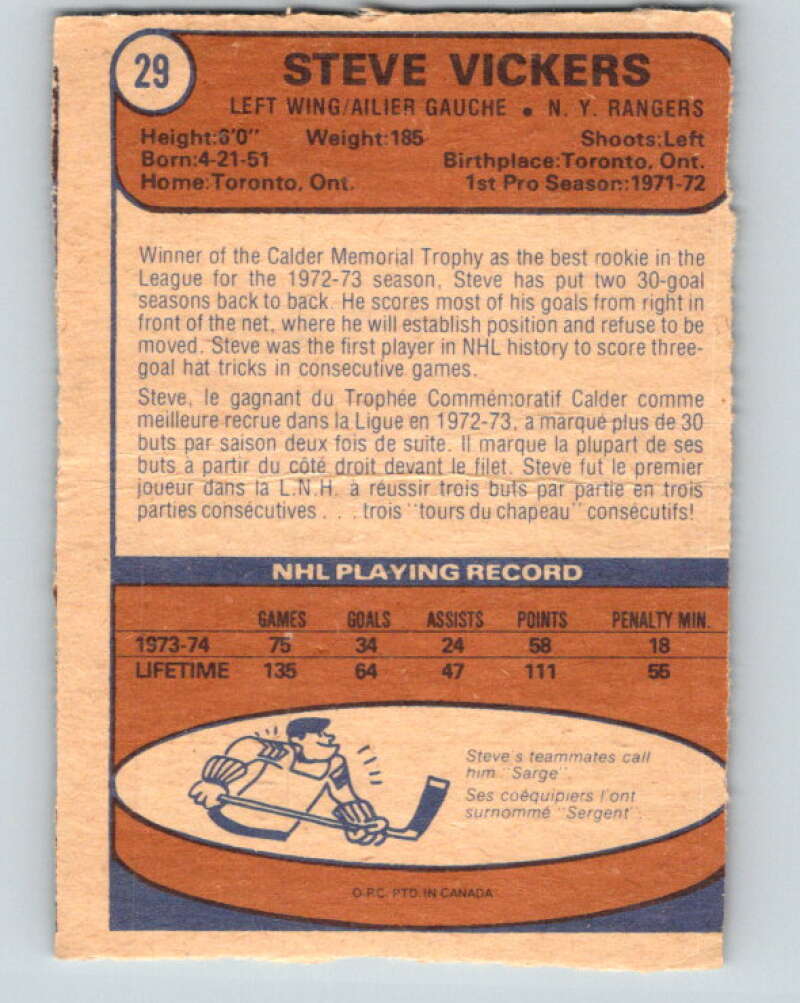 29
STEVE VICKERS
LEFT WING/AILIER GAUCHE • N. Y. RANGERS
Height:6'0" Weight:185 Shoots:Left
Born:4-21-51 Birthplace:Toronto, Ont.
Home:Toronto, Ont. 1st Pro Season:1971-72
Winner of the Calder Memorial Trophy as the best rookie in the
League for the 1972-73 season, Steve has put two 30-goal
seasons back to back. He scores most of his goals from right in
front of the net, where he will establish position and refuse to be
moved. Steve was the first player in NHL history to score three-
goal hat tricks in consecutive games.
Steve, le gagnant du Trophée Commémoratif Calder comme
meilleure recrue dans la Ligue en 1972-73, a marqué plus de 30
buts par saison deux fois de suite. Il marque la plupart de ses
buts à partir du côté droit devant le filet. Steve fut le premier
joueur dans la L.N.H. à réussir trois buts par partie en trois
parties consécutives . . . trois "tours du chapeau" consécutifs!
NHL PLAYING RECORD
GAMES GOALS ASSISTS POINTS PENALTY MIN.
1973-74 75 34 24 58 18
LIFETIME 135 64 47 111 55
Steve's teammates call
him "Sarge"
Ses coéquipiers l'ont
surnommé "Sergent".
O.P.C. PTD. IN CANADA